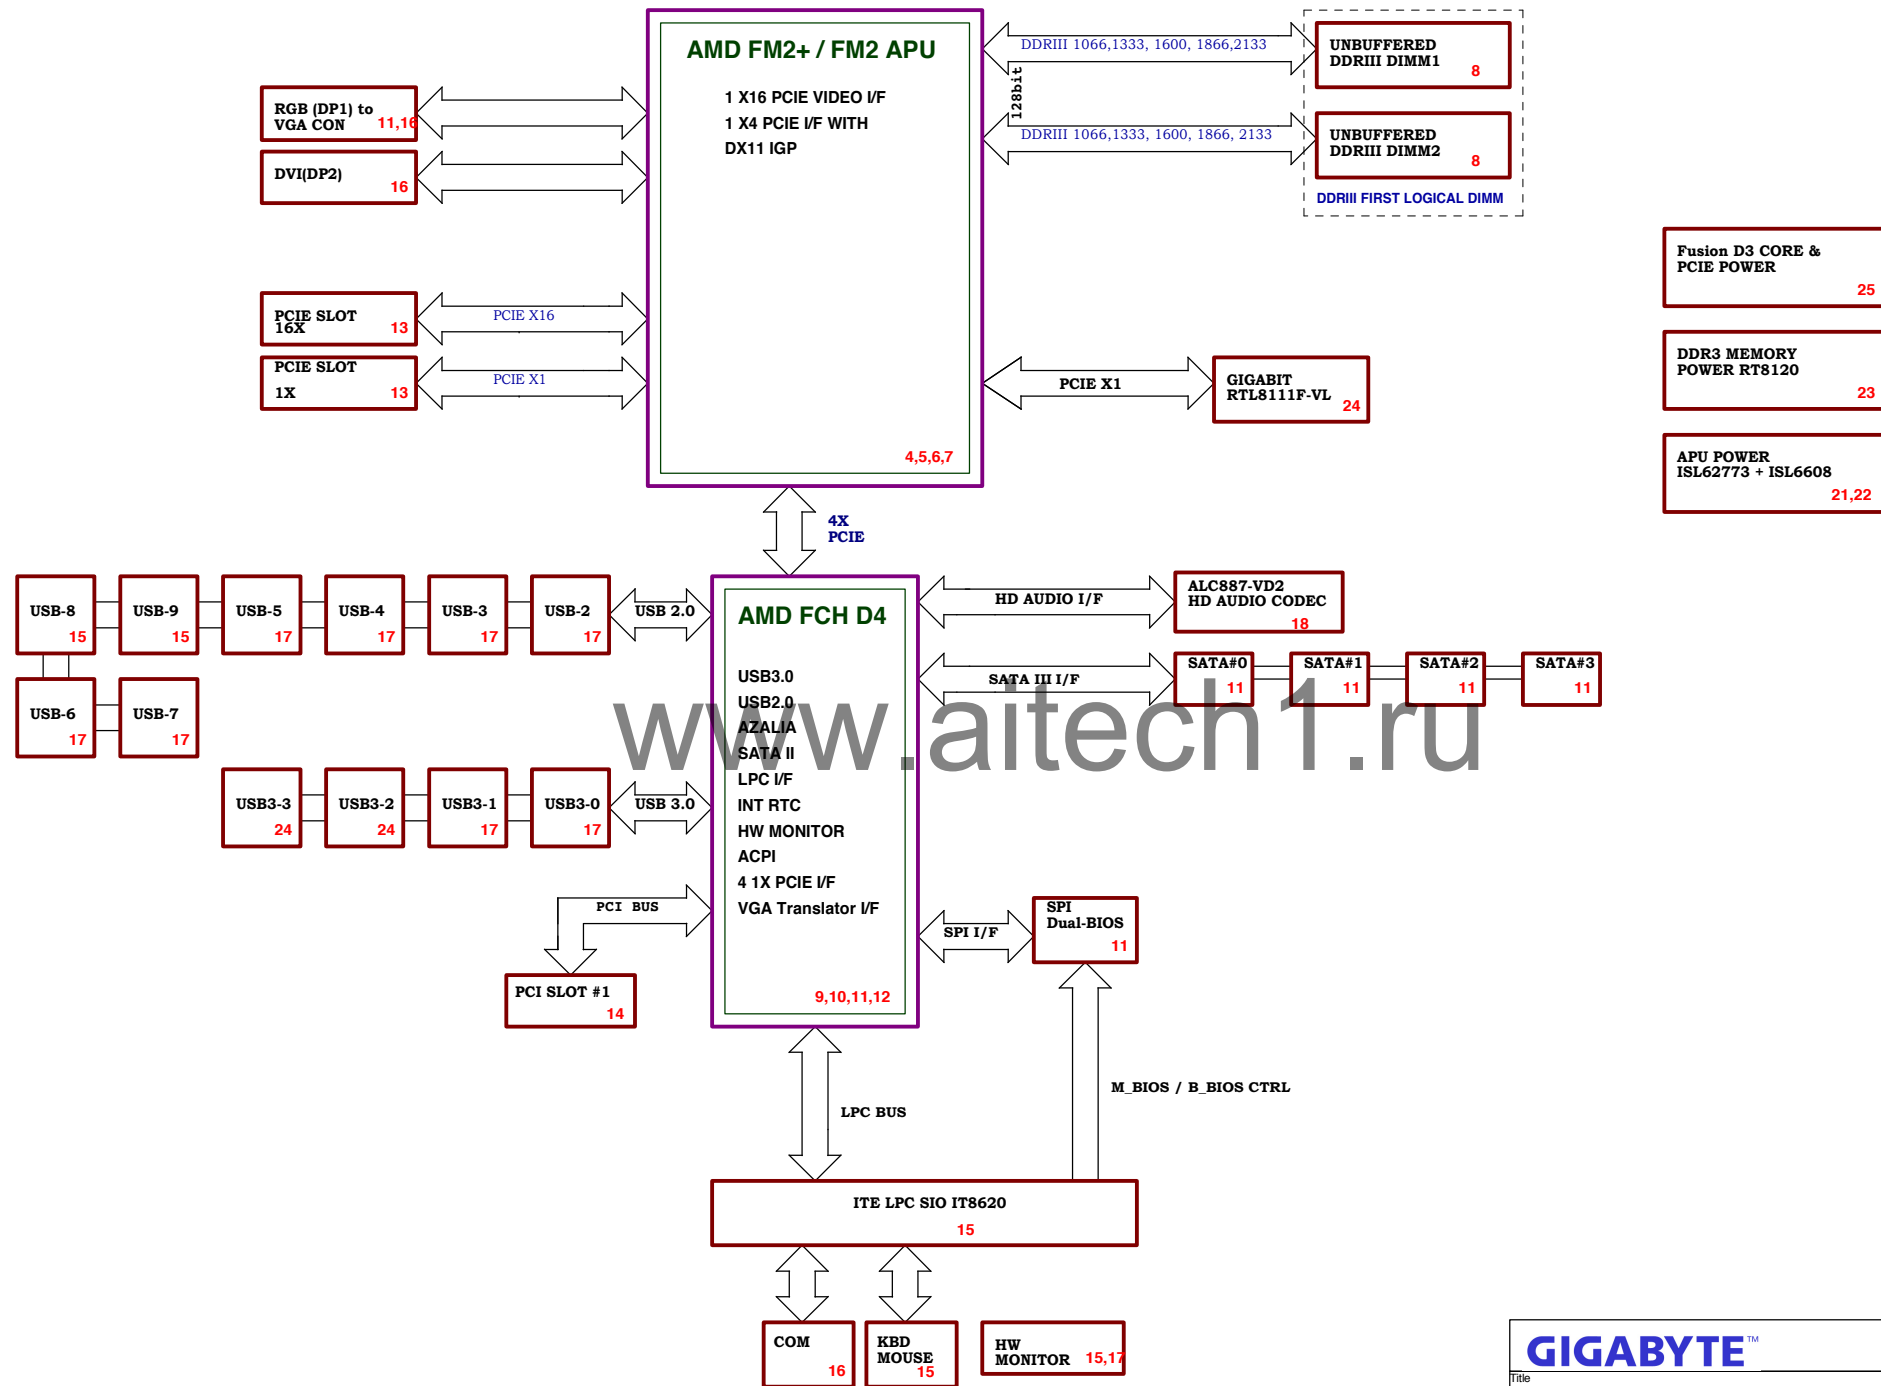 AMD FM2+ / FM2 APU
1 X16 PCIE VIDEO I/F
1 X4 PCIE I/F WITH
DX11 IGP
4,5,6,7
RGB (DP1) to
VGA CON 11,16
DVI(DP2)
16
PCIE SLOT
16X 13
PCIE X16
PCIE SLOT
1X 13
PCIE X1
DDRIII 1066,1333, 1600, 1866,2133
128bit
DDRIII 1066,1333, 1600, 1866, 2133
UNBUFFERED
DDRIII DIMM1
8
UNBUFFERED
DDRIII DIMM2
8
DDRIII FIRST LOGICAL DIMM
PCIE X1
GIGABIT
RTL8111F-VL
24
Fusion D3 CORE &
PCIE POWER
25
DDR3 MEMORY
POWER RT8120
23
APU POWER
ISL62773 + ISL6608
21,22
4X
PCIE
USB-8
15
USB-9
15
USB-5
17
USB-4
17
USB-3
17
USB-2
17
USB 2.0
USB-6
17
USB-7
17
USB3-3
24
USB3-2
24
USB3-1
17
USB3-0
17
USB 3.0
AMD FCH D4
USB3.0
USB2.0
AZALIA
SATA II
LPC I/F
INT RTC
HW MONITOR
ACPI
4 1X PCIE I/F
VGA Translator I/F
9,10,11,12
HD AUDIO I/F
ALC887-VD2
HD AUDIO CODEC
18
SATA III I/F
SATA#0
11
SATA#1
11
SATA#2
11
SATA#3
11
www.aitech1.ru
PCI BUS
PCI SLOT #1
14
SPI I/F
SPI
Dual-BIOS
11
M_BIOS / B_BIOS CTRL
LPC BUS
ITE LPC SIO IT8620
15
COM
16
KBD
MOUSE
15
HW
MONITOR 15,17
GIGABYTE™
Title